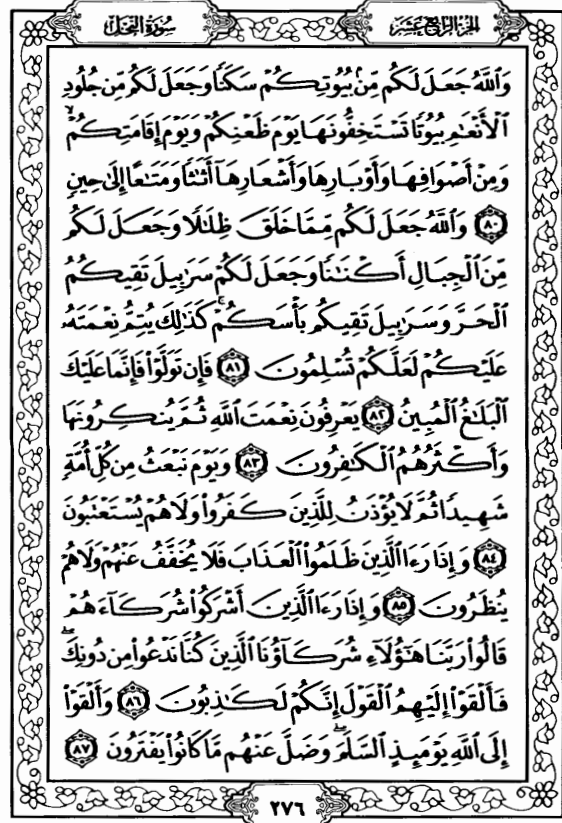 الجزء الرابع عشر
سورة النحل
وَٱللَّهُ جَعَلَ لَكُم مِّنۢ بُيُوتِكُمْ سَكَنًا وَجَعَلَ لَكُم مِّن جُلُودِ
ٱلْأَنْعَٰمِ بُيُوتًا تَسْتَخِفُّونَهَا يَوْمَ ظَعْنِكُمْ وَيَوْمَ إِقَامَتِكُمْ ۙ
وَمِنْ أَصْوَافِهَا وَأَوْبَارِهَا وَأَشْعَارِهَآ أَثَٰثًا وَمَتَٰعًا إِلَىٰ حِينٍ
٨٠ وَٱللَّهُ جَعَلَ لَكُم مِّمَّا خَلَقَ ظِلَٰلًا وَجَعَلَ لَكُم
مِّنَ ٱلْجِبَالِ أَكْنَٰنًا وَجَعَلَ لَكُمْ سَرَٰبِيلَ تَقِيكُمُ
ٱلْحَرَّ وَسَرَٰبِيلَ تَقِيكُم بَأْسَكُمْ ۚ كَذَٰلِكَ يُتِمُّ نِعْمَتَهُۥ
عَلَيْكُمْ لَعَلَّكُمْ تُسْلِمُونَ ٨١ فَإِن تَوَلَّوْا۟ فَإِنَّمَا عَلَيْكَ
ٱلْبَلَٰغُ ٱلْمُبِينُ ٨٢ يَعْرِفُونَ نِعْمَتَ ٱللَّهِ ثُمَّ يُنكِرُونَهَا
وَأَكْثَرُهُمُ ٱلْكَٰفِرُونَ ٨٣ وَيَوْمَ نَبْعَثُ مِن كُلِّ أُمَّةٍ
شَهِيدًا ثُمَّ لَا يُؤْذَنُ لِلَّذِينَ كَفَرُوا۟ وَلَا هُمْ يُسْتَعْتَبُونَ
٨٤ وَإِذَا رَءَا ٱلَّذِينَ ظَلَمُوا۟ ٱلْعَذَابَ فَلَا يُخَفَّفُ عَنْهُمْ وَلَا هُمْ
يُنظَرُونَ ٨٥ وَإِذَا رَءَا ٱلَّذِينَ أَشْرَكُوا۟ شُرَكَآءَهُمْ
قَالُوا۟ رَبَّنَا هَٰٓؤُلَآءِ شُرَكَآؤُنَا ٱلَّذِينَ كُنَّا نَدْعُوا۟ مِن دُونِكَ ۖ
فَأَلْقَوْا۟ إِلَيْهِمُ ٱلْقَوْلَ إِنَّكُمْ لَكَٰذِبُونَ ٨٦ وَأَلْقَوْا۟
إِلَى ٱللَّهِ يَوْمَئِذٍ ٱلسَّلَمَ ۖ وَضَلَّ عَنْهُم مَّا كَانُوا۟ يَفْتَرُونَ ٨٧
٢٧٦